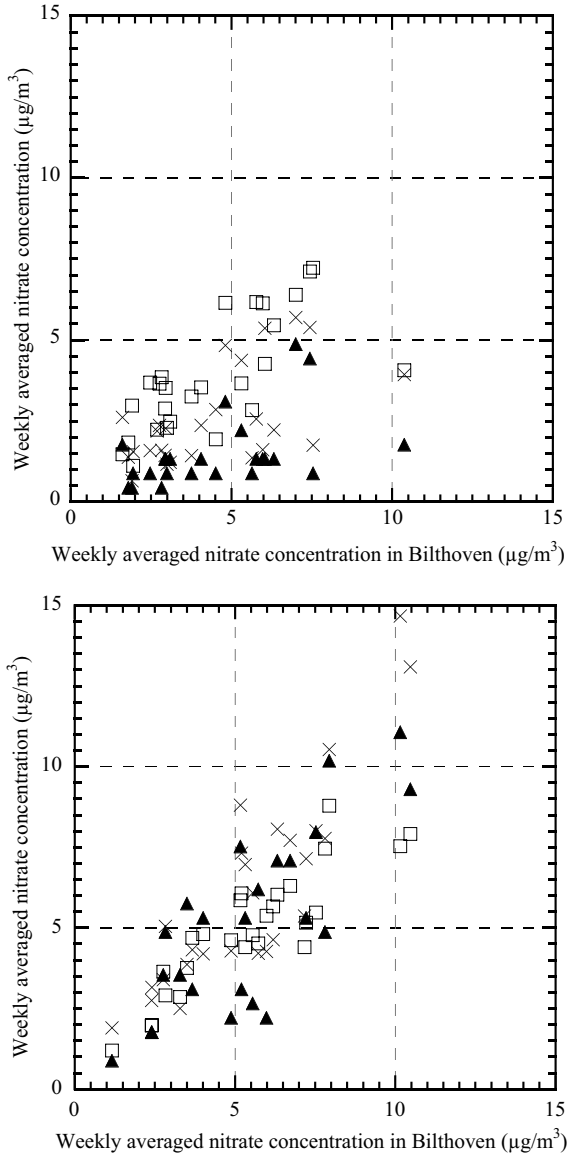 15
10
5
0
Weekly averaged nitrate concentration (µg/m³)
0 5 10 15
Weekly averaged nitrate concentration in Bilthoven (µg/m³)
15
10
5
0
Weekly averaged nitrate concentration (µg/m³)
0 5 10 15
Weekly averaged nitrate concentration in Bilthoven (µg/m³)